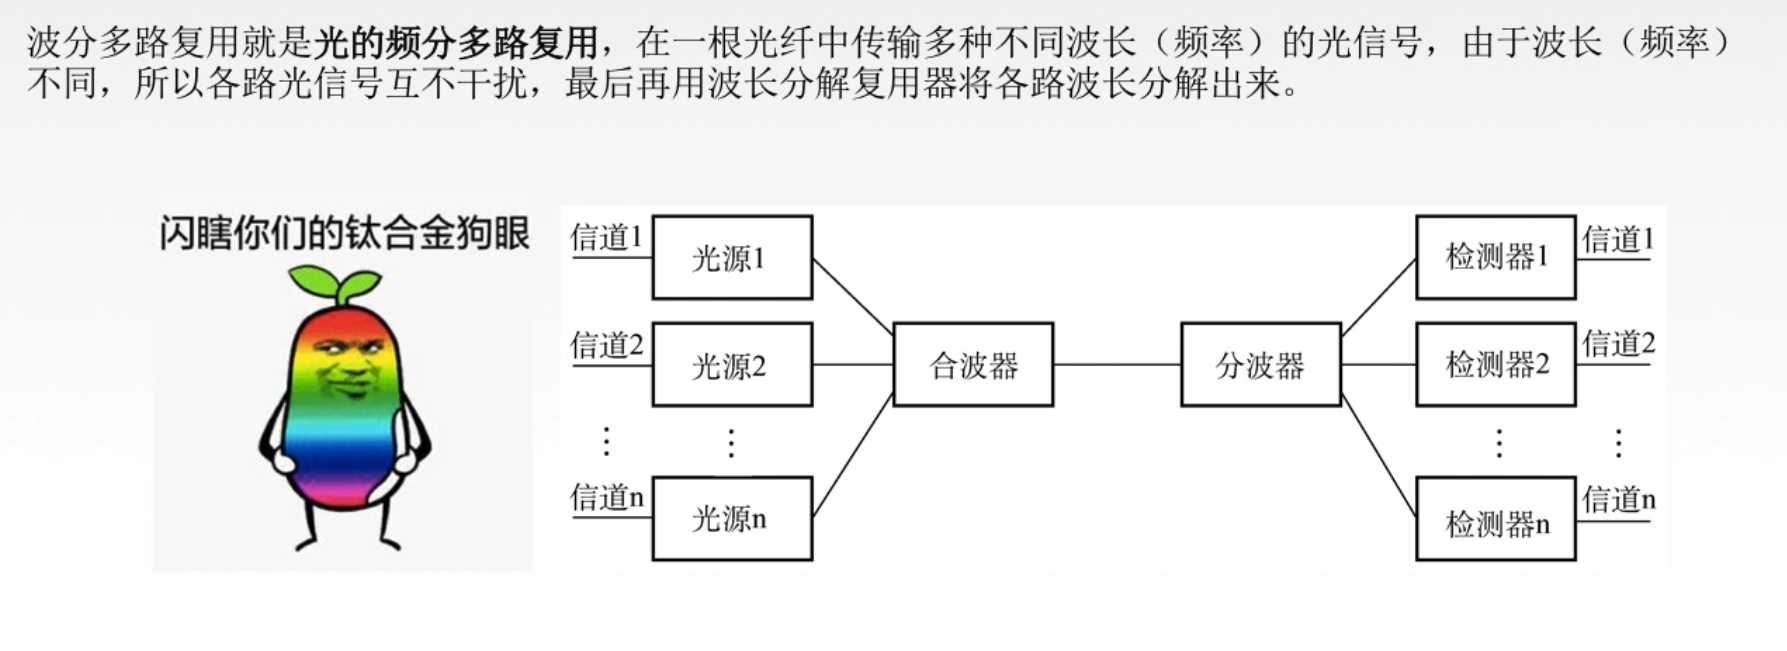 波分多路复用就是光的频分多路复用，在一根光纤中传输多种不同波长（频率）的光信号，由于波长（频率）
不同，所以各路光信号互不干扰，最后再用波长分解复用器将各路波长分解出来。
闪瞎你们的钛合金狗眼
信道1
光源1
检测器1
信道1
信道2
光源2
合波器
分波器
检测器2
信道2
⋮
⋮
⋮
⋮
信道n
光源n
检测器n
信道n